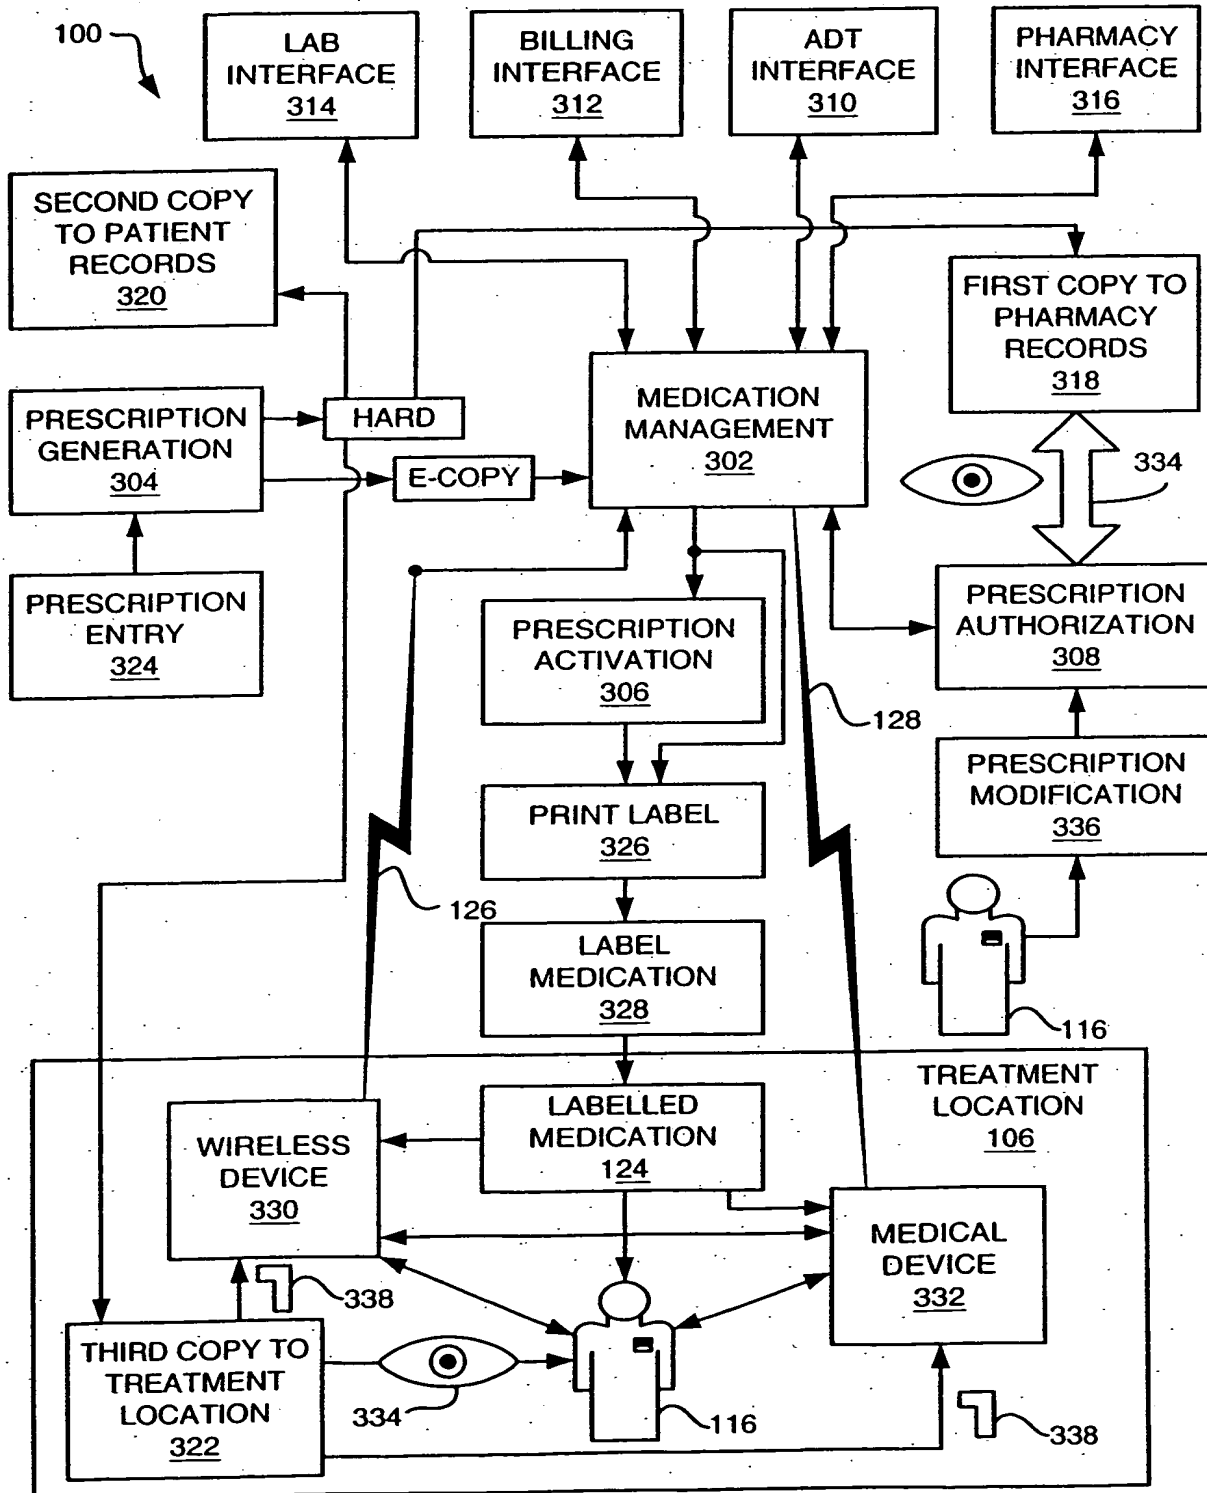 100
LAB
INTERFACE
314
BILLING
INTERFACE
312
ADT
INTERFACE
310
PHARMACY
INTERFACE
316
SECOND COPY
TO PATIENT
RECORDS
320
FIRST COPY TO
PHARMACY
RECORDS
318
PRESCRIPTION
GENERATION
304
HARD
E-COPY
MEDICATION
MANAGEMENT
302
334
PRESCRIPTION
ENTRY
324
PRESCRIPTION
ACTIVATION
306
PRESCRIPTION
AUTHORIZATION
308
128
PRINT LABEL
326
PRESCRIPTION
MODIFICATION
336
126
LABEL
MEDICATION
328
116
TREATMENT
LOCATION
106
WIRELESS
DEVICE
330
LABELLED
MEDICATION
124
MEDICAL
DEVICE
332
338
THIRD COPY TO
TREATMENT
LOCATION
322
334
116
338